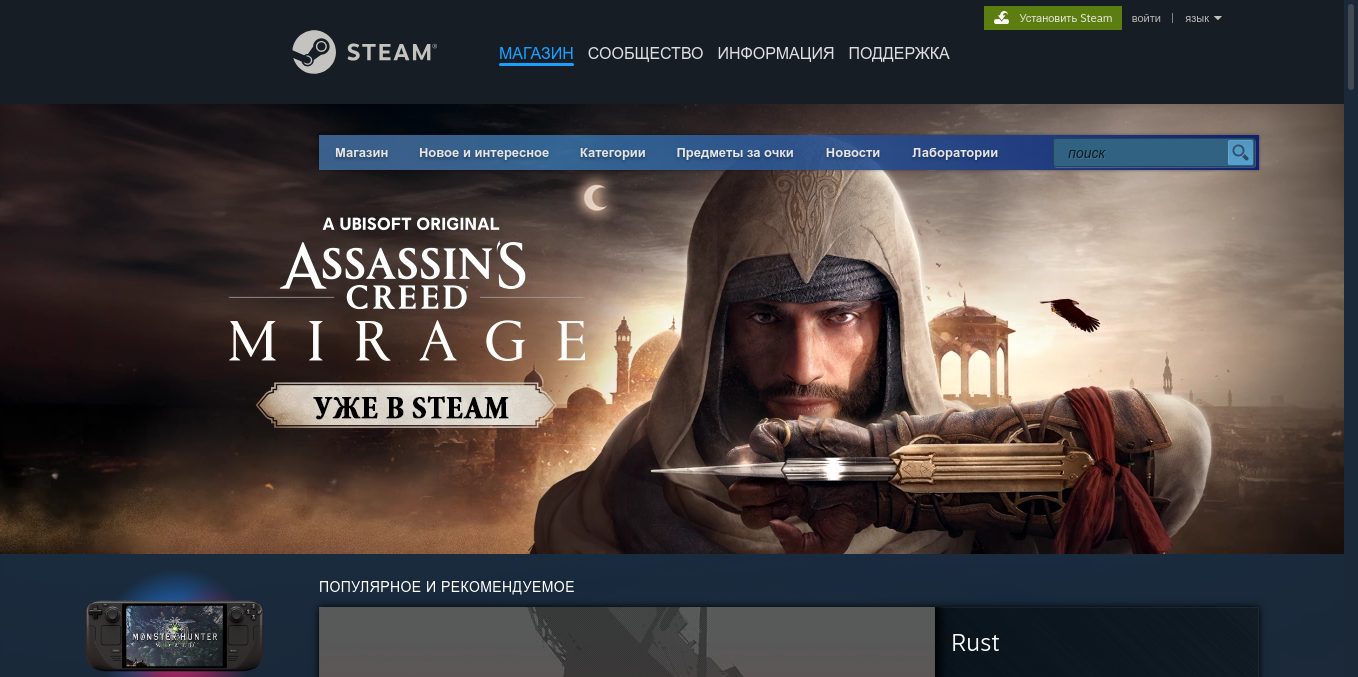 Установить Steam
войти | язык
STEAM®
МАГАЗИН СООБЩЕСТВО ИНФОРМАЦИЯ ПОДДЕРЖКА
Магазин Новое и интересное Категории Предметы за очки Новости Лаборатории поиск
A UBISOFT ORIGINAL
ASSASSIN'S
CREED
MIRAGE
УЖЕ В STEAM
ПОПУЛЯРНОЕ И РЕКОМЕНДУЕМОЕ
MONSTER HUNTER
WORLD
Rust